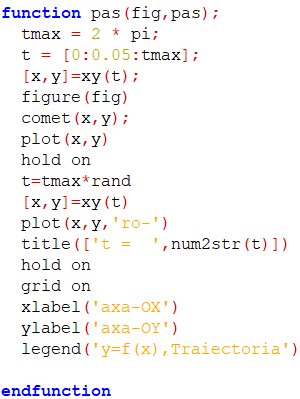 function pas(fig,pas);
tmax = 2 * pi;
t = [0:0.05:tmax];
[x,y]=xy(t);
figure(fig)
comet(x,y);
plot(x,y)
hold on
t=tmax*rand
[x,y]=xy(t)
plot(x,y,'ro-')
title(['t =  ',num2str(t)])
hold on
grid on
xlabel('axa-OX')
ylabel('axa-OY')
legend('y=f(x),Traiectoria')
endfunction